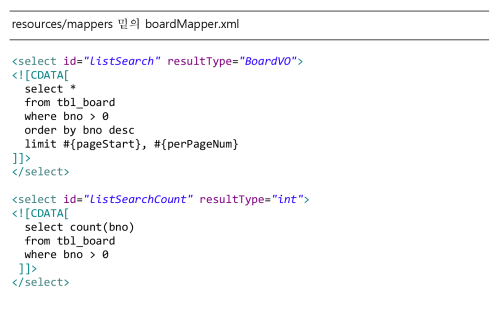 resources/mappers 밑의 boardMapper.xml
<select id="listSearch" resultType="BoardVO">
<![CDATA[
select *
from tbl_board
where bno > 0
order by bno desc
limit #{pageStart}, #{perPageNum}
]]>
</select>
<select id="listSearchCount" resultType="int">
<![CDATA[
select count(bno)
from tbl_board
where bno > 0
]]>
</select>